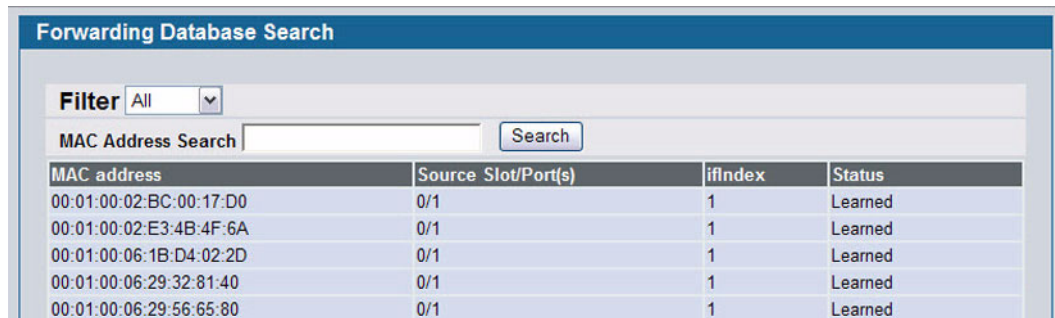 Forwarding Database Search
Filter All
MAC Address Search Search
MAC address Source Slot/Port(s) ifIndex Status
00:01:00:02:BC:00:17:D0 0/1 1 Learned
00:01:00:02:E3:4B:4F:6A 0/1 1 Learned
00:01:00:06:1B:D4:02:2D 0/1 1 Learned
00:01:00:06:29:32:81:40 0/1 1 Learned
00:01:00:06:29:56:65:80 0/1 1 Learned